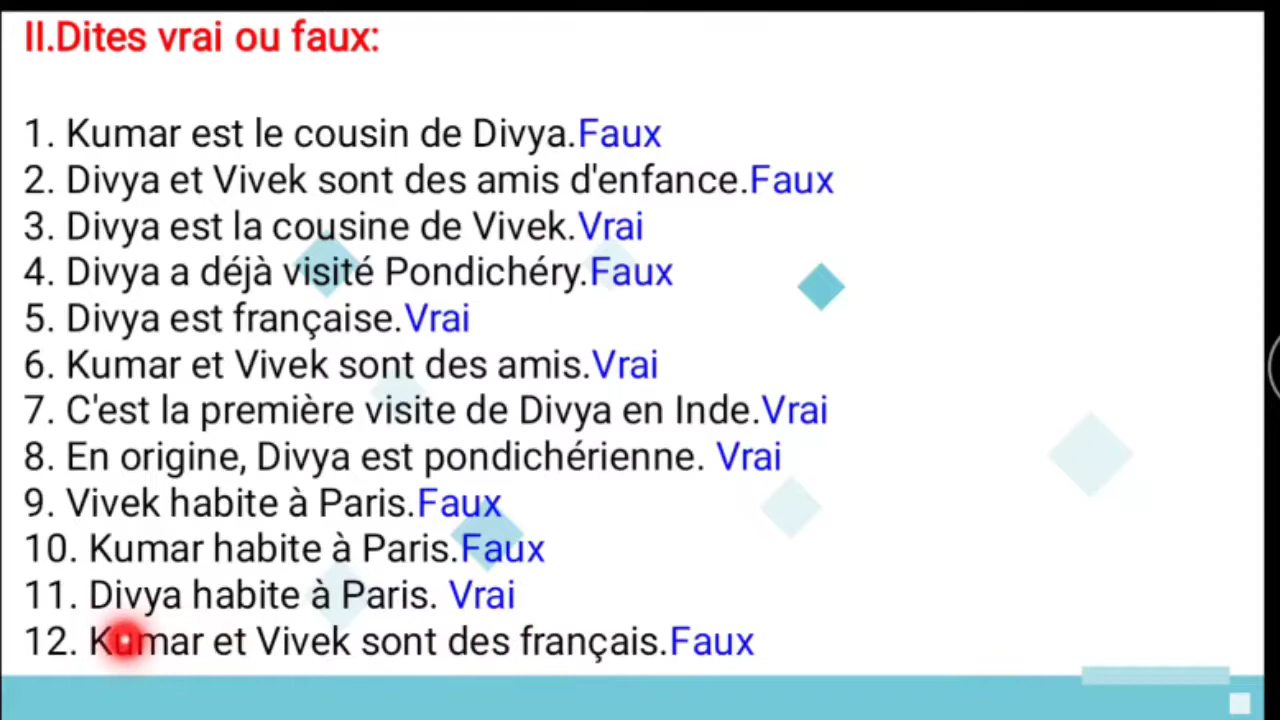 II.Dites vrai ou faux:
1. Kumar est le cousin de Divya.Faux
2. Divya et Vivek sont des amis d'enfance.Faux
3. Divya est la cousine de Vivek.Vrai
4. Divya a déjà visité Pondichéry.Faux
5. Divya est française.Vrai
6. Kumar et Vivek sont des amis.Vrai
7. C'est la première visite de Divya en Inde.Vrai
8. En origine, Divya est pondichérienne. Vrai
9. Vivek habite à Paris.Faux
10. Kumar habite à Paris.Faux
11. Divya habite à Paris. Vrai
12. Kumar et Vivek sont des français.Faux